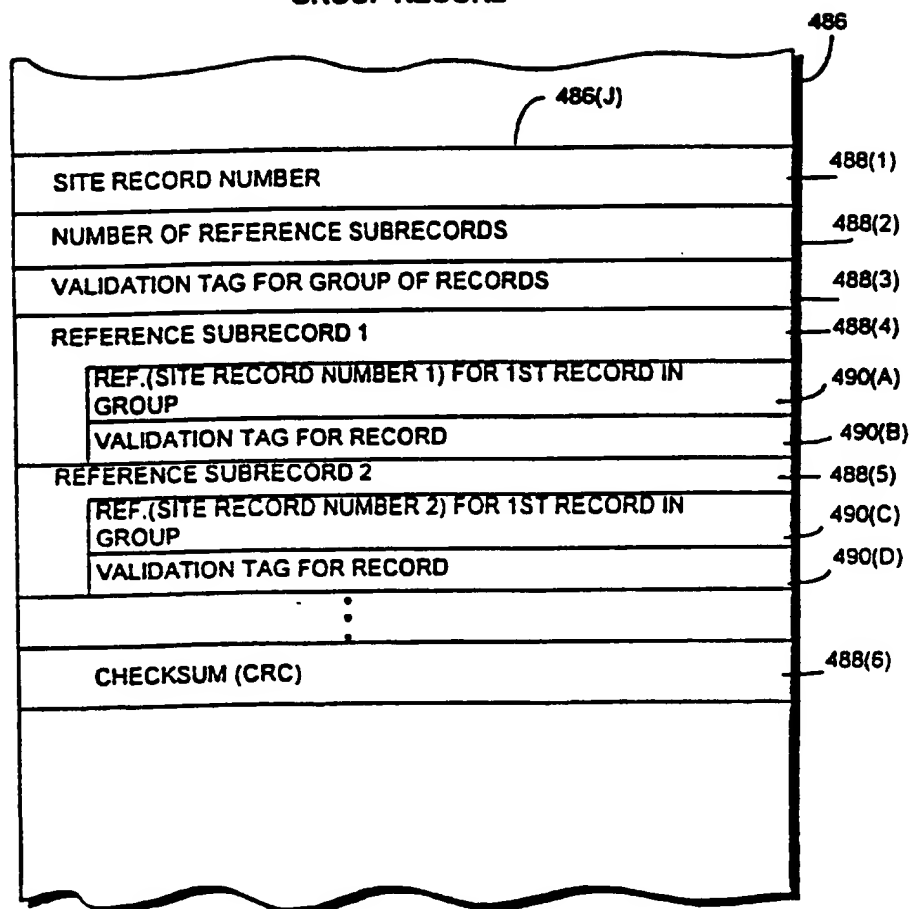 GROUP RECORD
486
486(J)
SITE RECORD NUMBER 488(1)
NUMBER OF REFERENCE SUBRECORDS 488(2)
VALIDATION TAG FOR GROUP OF RECORDS 488(3)
REFERENCE SUBRECORD 1 488(4)
REF.(SITE RECORD NUMBER 1) FOR 1ST RECORD IN
GROUP 490(A)
VALIDATION TAG FOR RECORD 490(B)
REFERENCE SUBRECORD 2 488(5)
REF.(SITE RECORD NUMBER 2) FOR 1ST RECORD IN
GROUP 490(C)
VALIDATION TAG FOR RECORD 490(D)
CHECKSUM (CRC) 488(6)